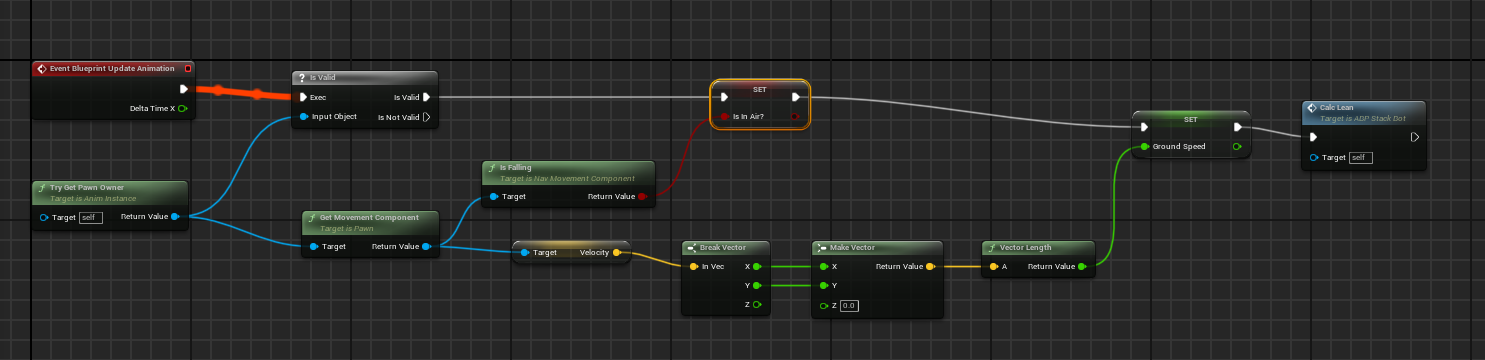 Event Blueprint Update Animation
Delta Time X
? Is Valid
Exec Is Valid
Input Object Is Not Valid
f Try Get Pawn Owner
Target is Anim Instance
Target self Return Value
f Get Movement Component
Target is Pawn
Target Return Value
f Is Falling
Target is Nav Movement Component
Target Return Value
SET
Is In Air?
Target Velocity
Break Vector
In Vec X
Y
Z
Make Vector
X Return Value
Y
Z 0.0
f Vector Length
A Return Value
SET
Ground Speed
Calc Lean
Target is ABP Stack Dot
Target self